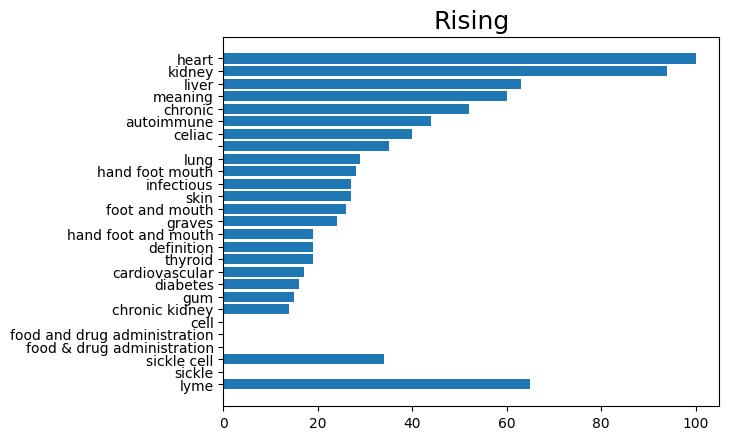 Rising
heart
kidney
liver
meaning
chronic
autoimmune
celiac
lung
hand foot mouth
infectious
skin
foot and mouth
graves
hand foot and mouth
definition
thyroid
cardiovascular
diabetes
gum
chronic kidney
cell
food and drug administration
food & drug administration
sickle cell
sickle
lyme
0 20 40 60 80 100